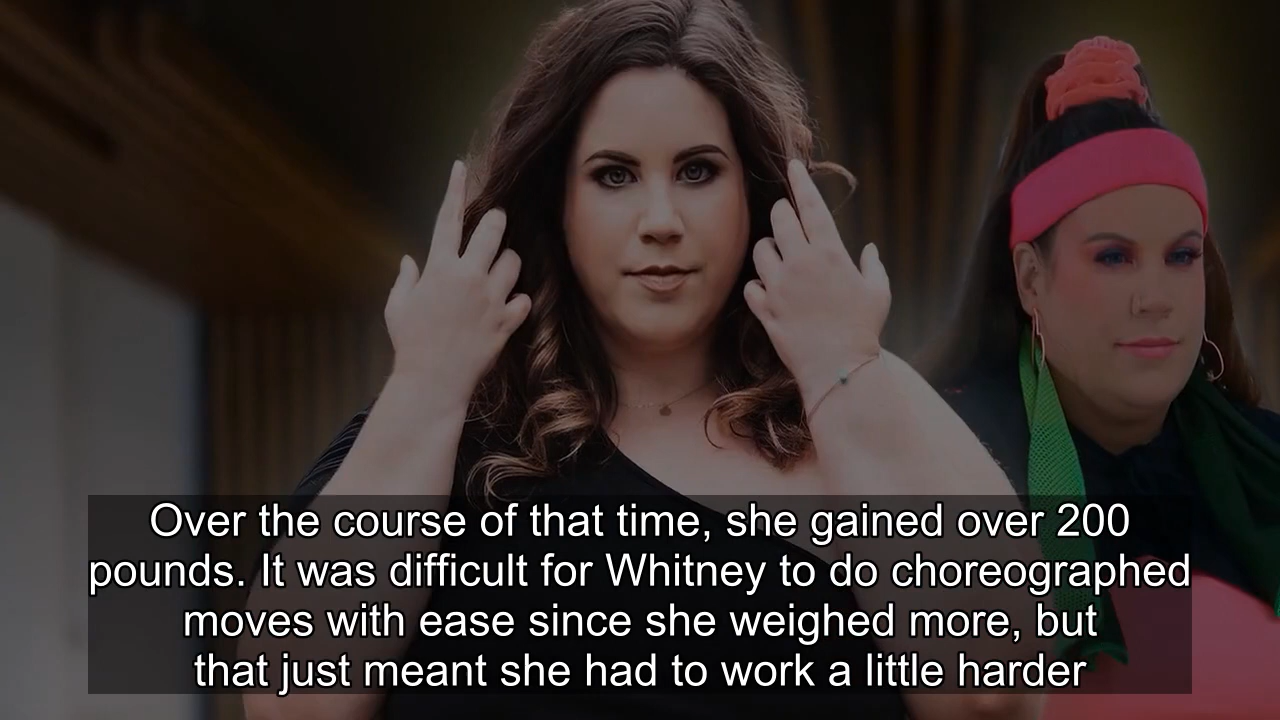 Over the course of that time, she gained over 200
pounds. It was difficult for Whitney to do choreographed
moves with ease since she weighed more, but
that just meant she had to work a little harder